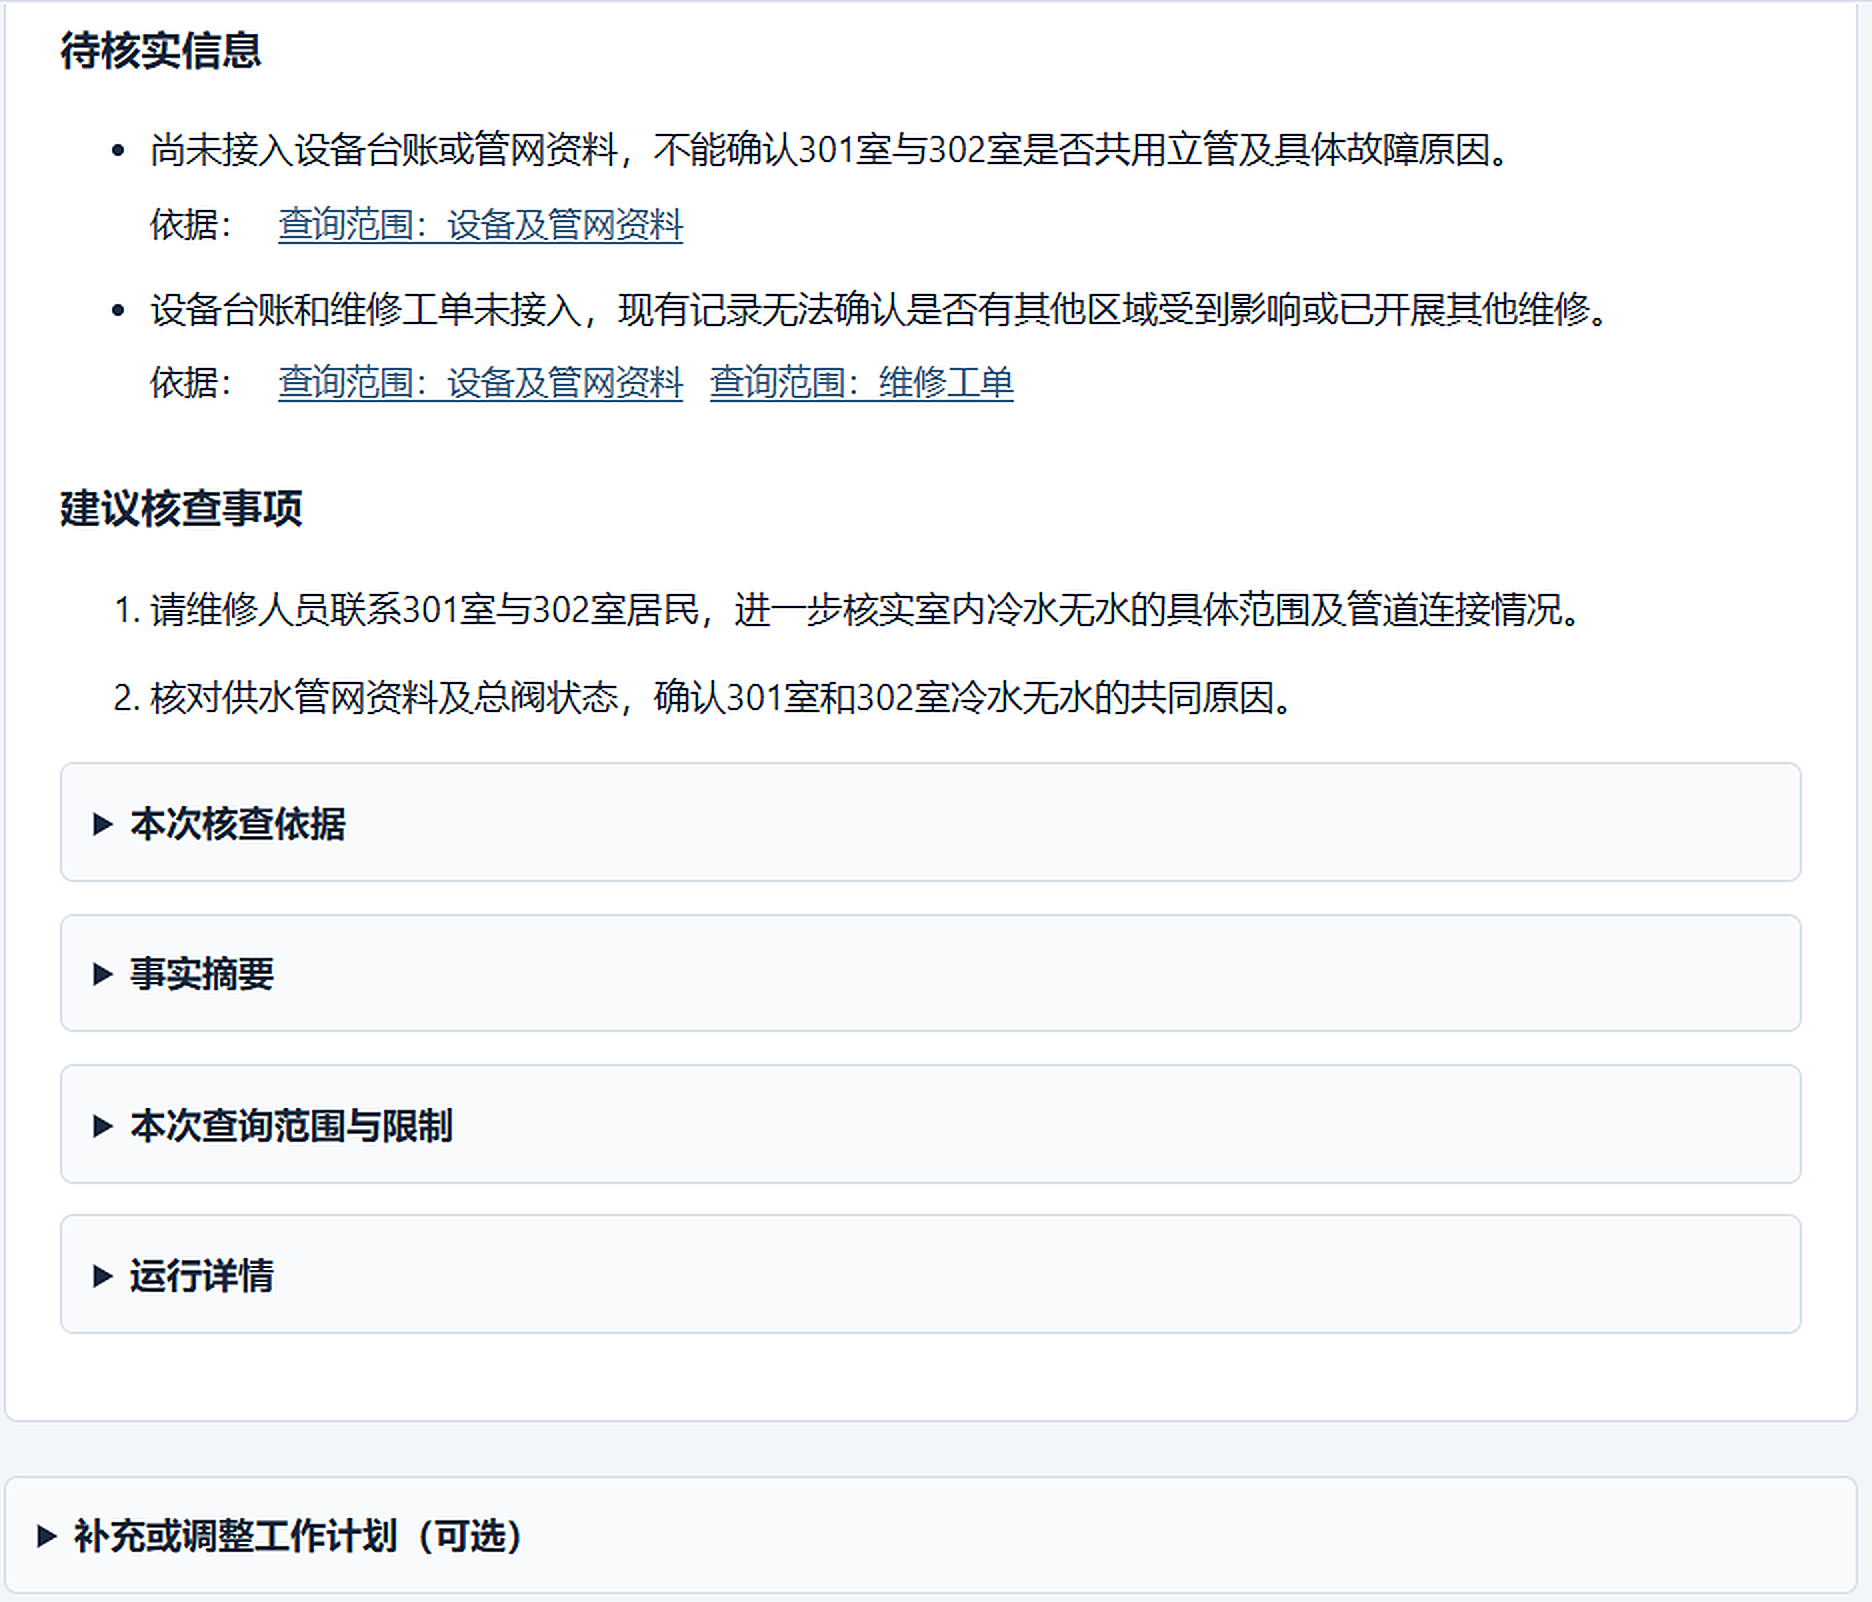 待核实信息
• 尚未接入设备台账或管网资料，不能确认301室与302室是否共用立管及具体故障原因。
依据： 查询范围：设备及管网资料
• 设备台账和维修工单未接入，现有记录无法确认是否有其他区域受到影响或已开展其他维修。
依据： 查询范围：设备及管网资料 查询范围：维修工单
建议核查事项
1. 请维修人员联系301室与302室居民，进一步核实室内冷水无水的具体范围及管道连接情况。
2. 核对供水管网资料及总阀状态，确认301室和302室冷水无水的共同原因。
▶ 本次核查依据
▶ 事实摘要
▶ 本次查询范围与限制
▶ 运行详情
▶ 补充或调整工作计划（可选）